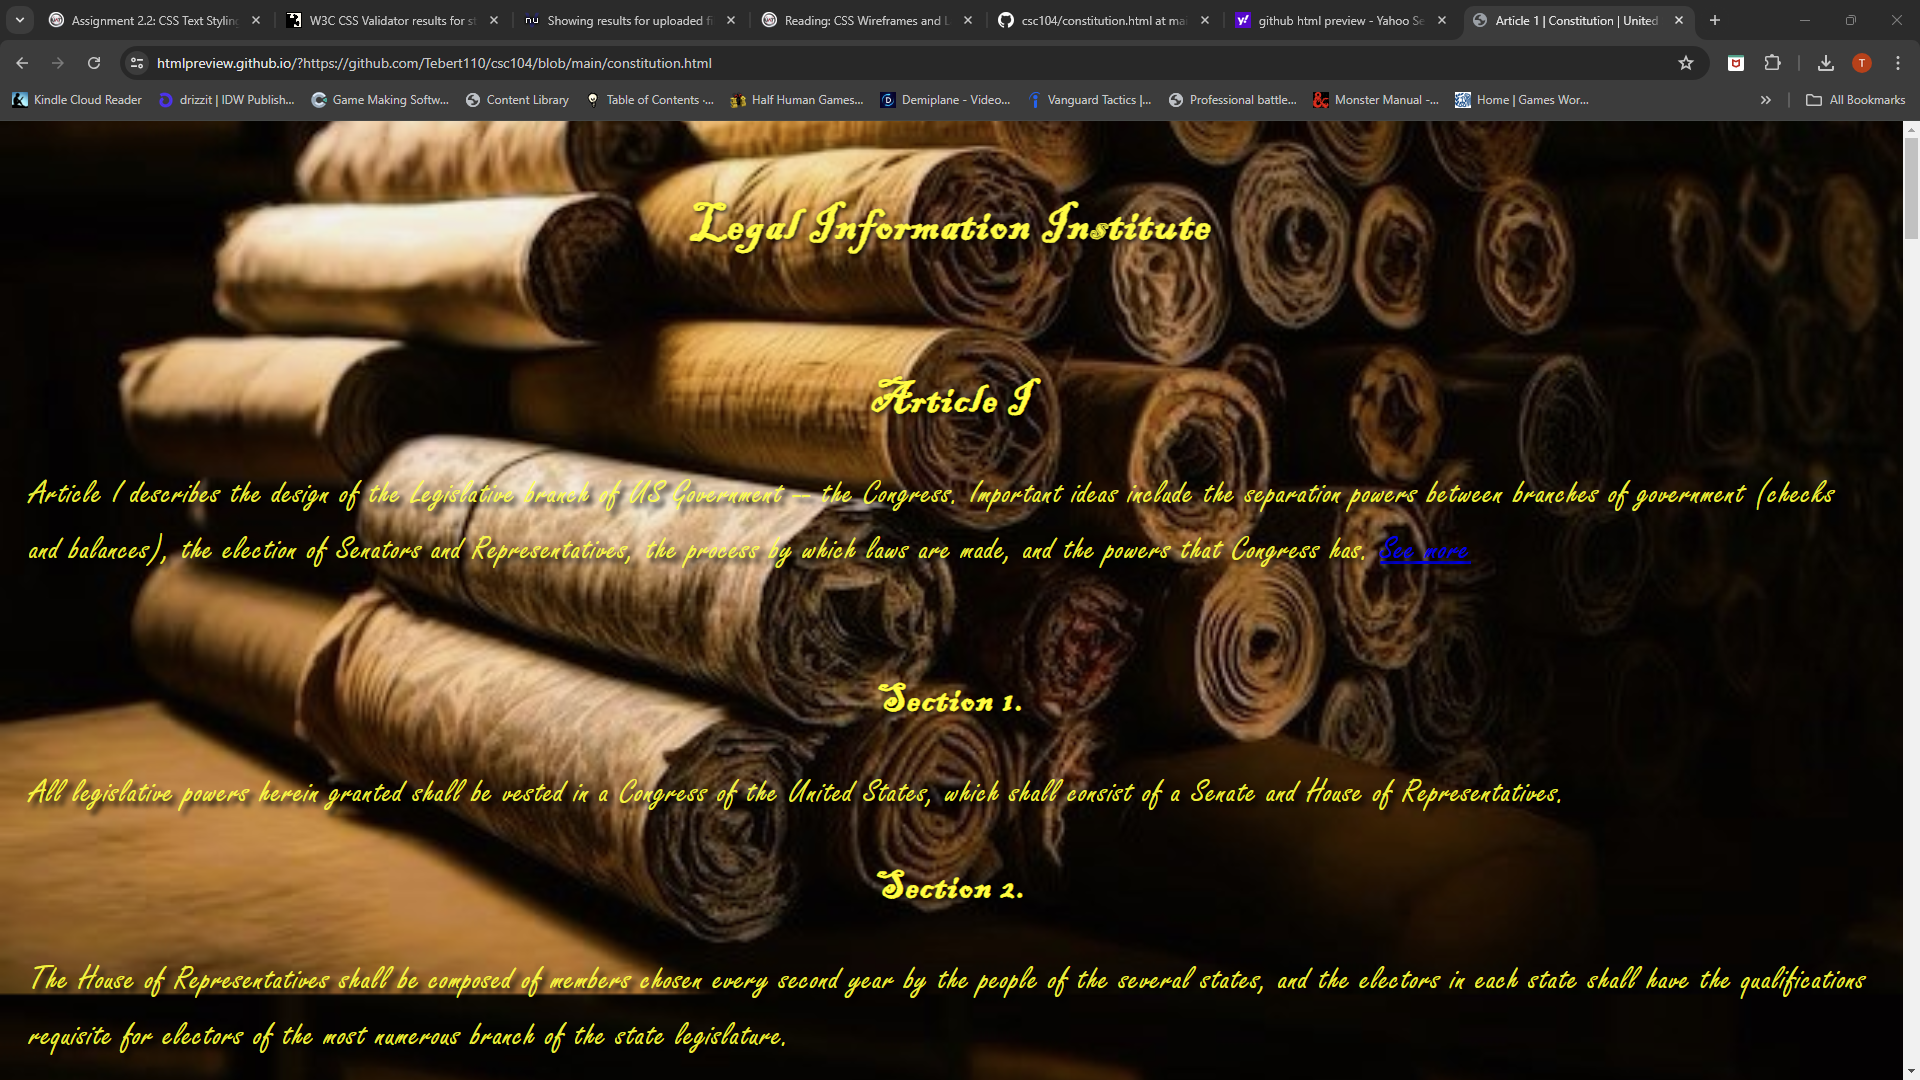 Assignment 2.2: CSS Text Styling
W3C CSS Validator results for st
nu Showing results for uploaded fi
Reading: CSS Wireframes and L
csc104/constitution.html at mai
github html preview - Yahoo Se
Article 1 | Constitution | United
htmlpreview.github.io/?https://github.com/Tebert110/csc104/blob/main/constitution.html
T
Kindle Cloud Reader
drizzit | IDW Publish...
Game Making Softw...
Content Library
Table of Contents -...
Half Human Games...
Demiplane - Video...
Vanguard Tactics |...
Professional battle...
Monster Manual -...
Home | Games Wor...
All Bookmarks
Legal Information Institute
Article I
Article I describes the design of the Legislative branch of US Government — the Congress. Important ideas include the separation powers between branches of government (checks
and balances), the election of Senators and Representatives, the process by which laws are made, and the powers that Congress has. See more
Section 1.
All legislative powers herein granted shall be vested in a Congress of the United States, which shall consist of a Senate and House of Representatives.
Section 2.
The House of Representatives shall be composed of members chosen every second year by the people of the several states, and the electors in each state shall have the qualifications
requisite for electors of the most numerous branch of the state legislature.